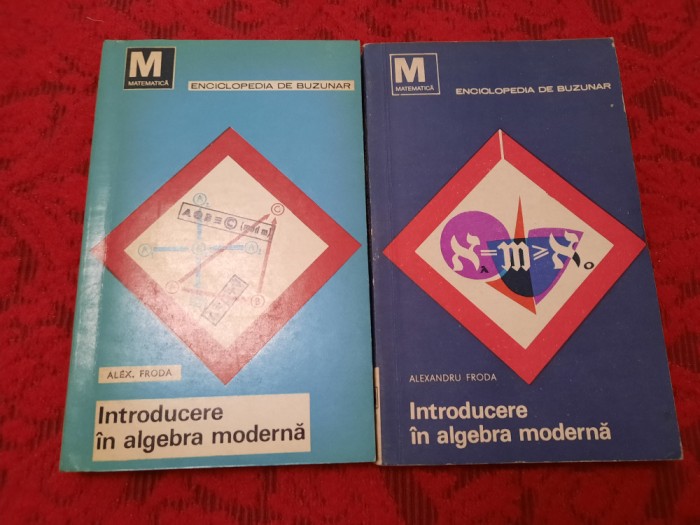 M
MATEMATICĂ
ENCICLOPEDIA DE BUZUNAR
C
(mod m)
ALEX. FRODA
Introducere
în algebra modernă
M
MATEMATICĂ
ENCICLOPEDIA DE BUZUNAR
ALEXANDRU FRODA
Introducere
în algebra modernă